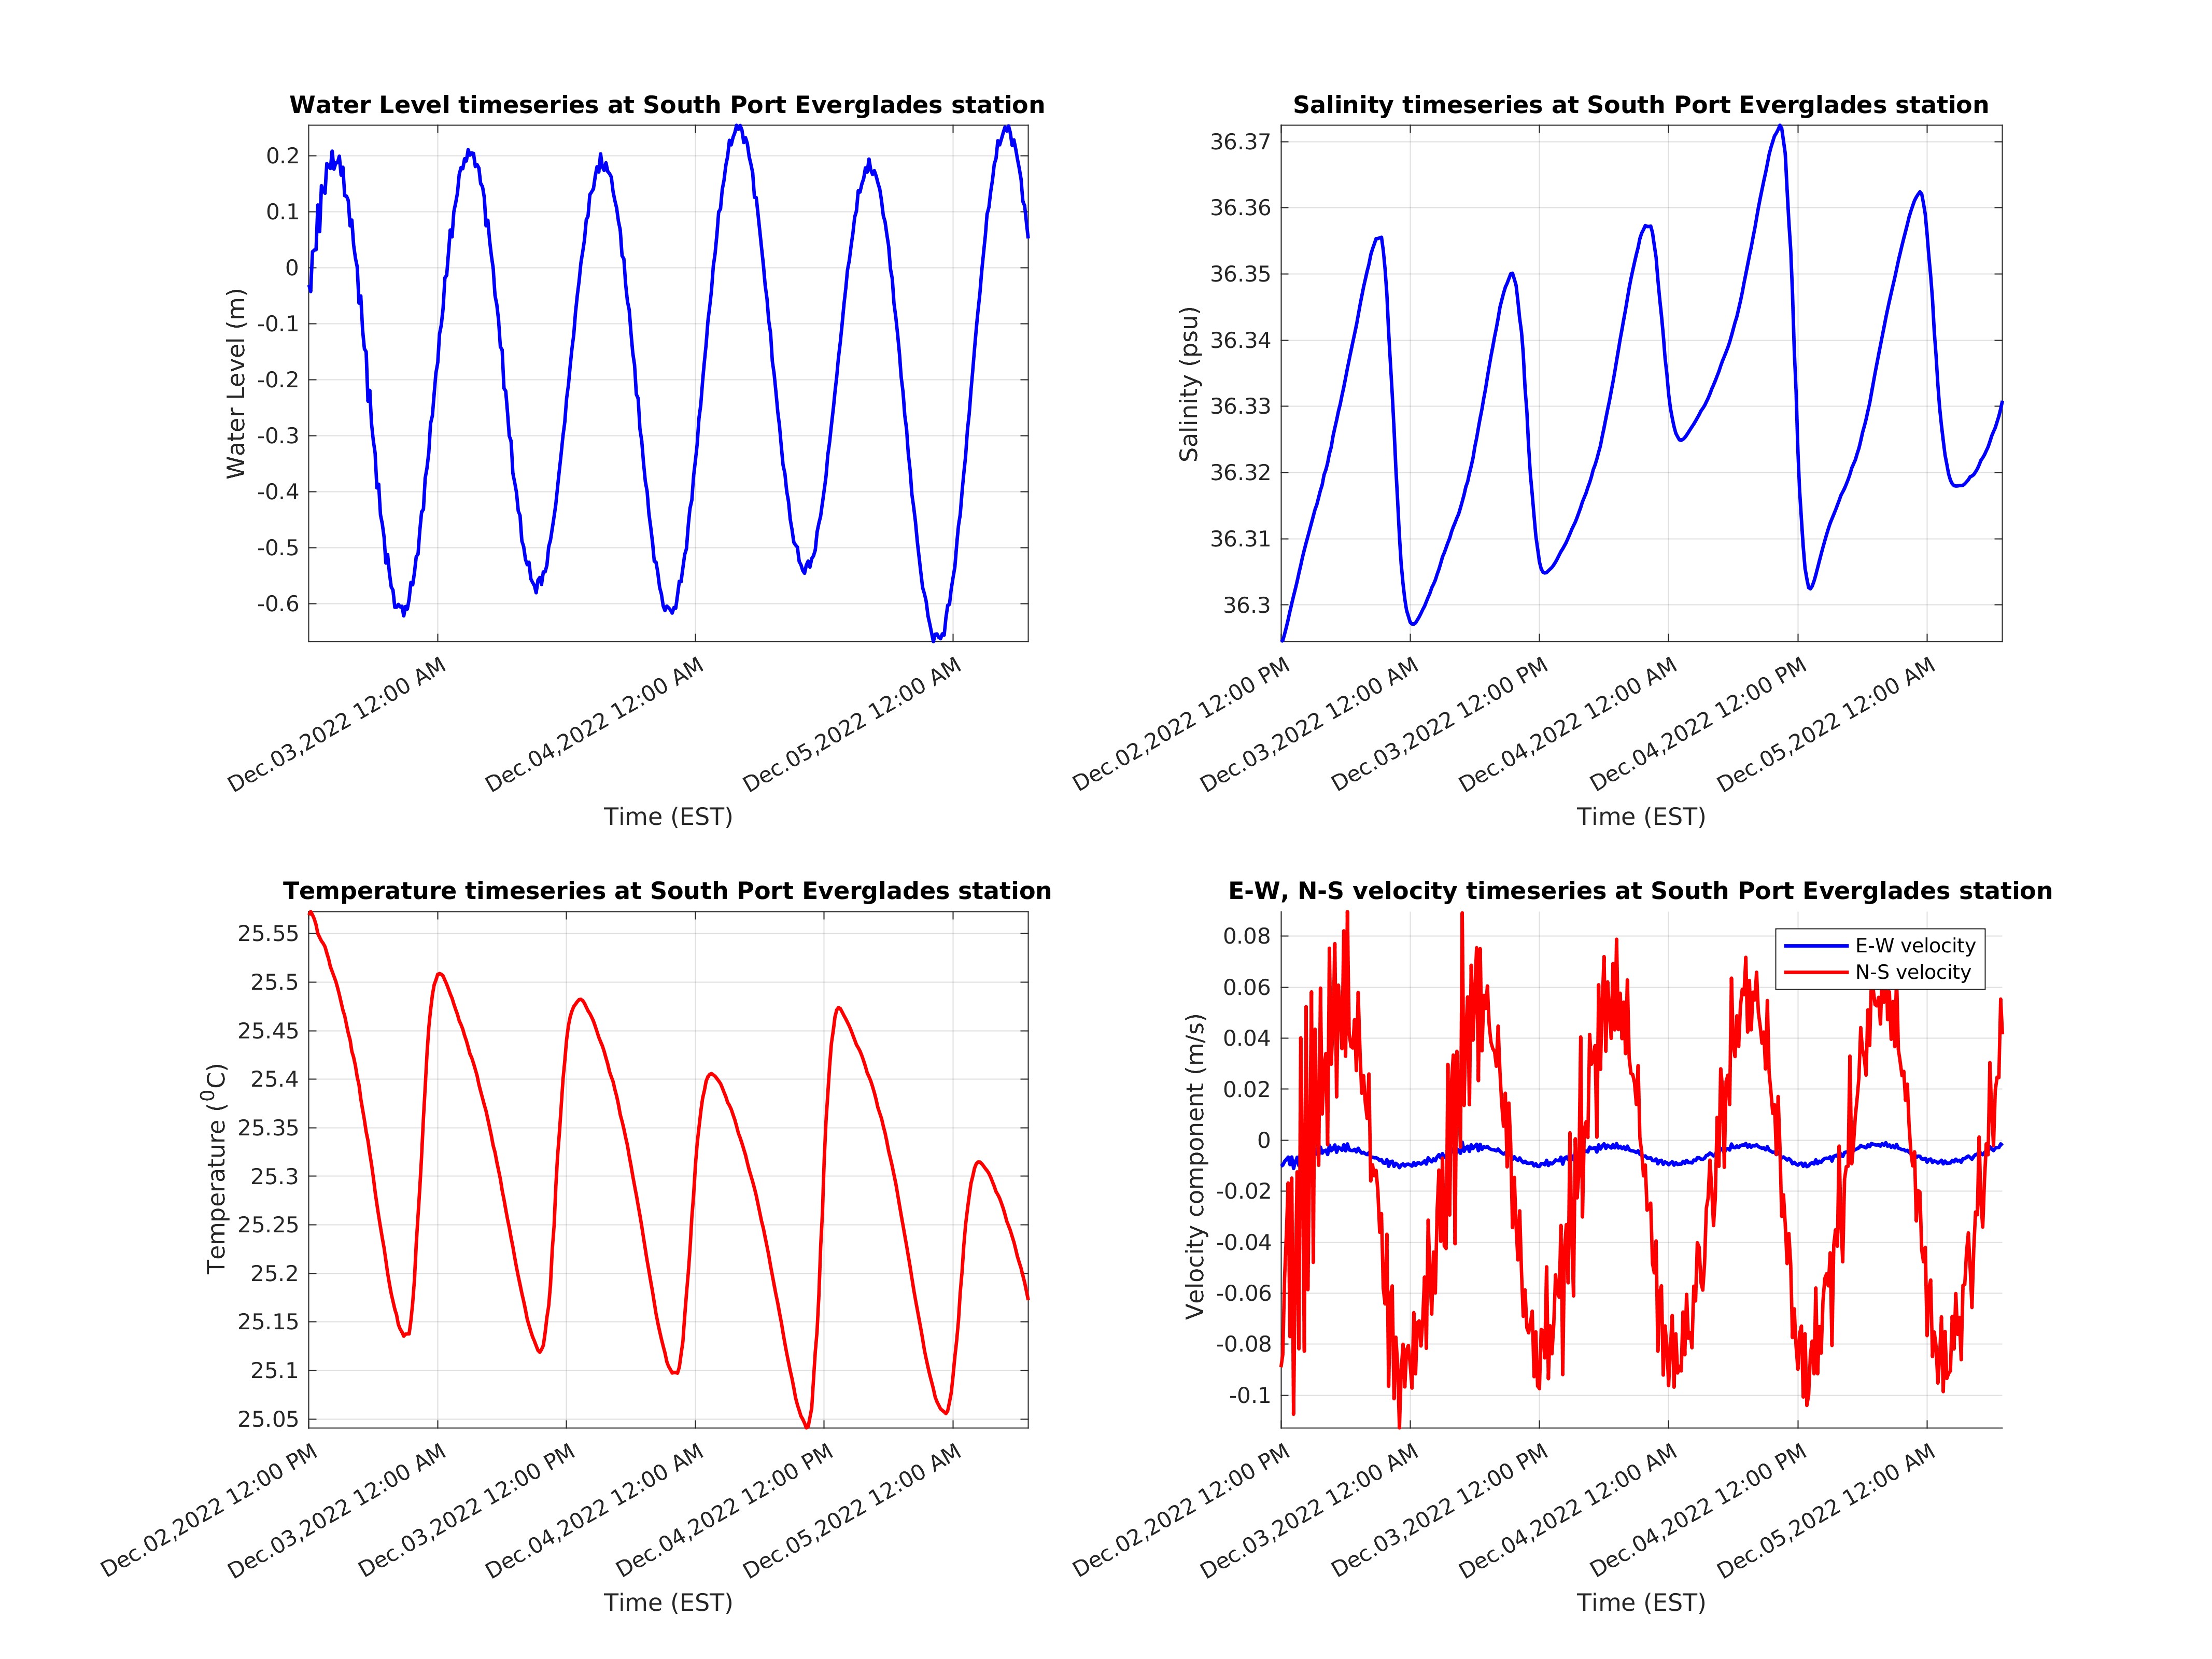 Water Level timeseries at South Port Everglades station
Water Level (m)
0.2
0.1
0
-0.1
-0.2
-0.3
-0.4
-0.5
-0.6
Dec.03,2022 12:00 AM
Dec.04,2022 12:00 AM
Dec.05,2022 12:00 AM
Time (EST)
Salinity timeseries at South Port Everglades station
Salinity (psu)
36.37
36.36
36.35
36.34
36.33
36.32
36.31
36.3
Dec.02,2022 12:00 PM
Dec.03,2022 12:00 AM
Dec.03,2022 12:00 PM
Dec.04,2022 12:00 AM
Dec.04,2022 12:00 PM
Dec.05,2022 12:00 AM
Time (EST)
Temperature timeseries at South Port Everglades station
Temperature (⁰C)
25.55
25.5
25.45
25.4
25.35
25.3
25.25
25.2
25.15
25.1
25.05
Dec.02,2022 12:00 PM
Dec.03,2022 12:00 AM
Dec.03,2022 12:00 PM
Dec.04,2022 12:00 AM
Dec.04,2022 12:00 PM
Dec.05,2022 12:00 AM
Time (EST)
E-W, N-S velocity timeseries at South Port Everglades station
Velocity component (m/s)
0.08
0.06
0.04
0.02
0
-0.02
-0.04
-0.06
-0.08
-0.1
E-W velocity
N-S velocity
Dec.02,2022 12:00 PM
Dec.03,2022 12:00 AM
Dec.03,2022 12:00 PM
Dec.04,2022 12:00 AM
Dec.04,2022 12:00 PM
Dec.05,2022 12:00 AM
Time (EST)